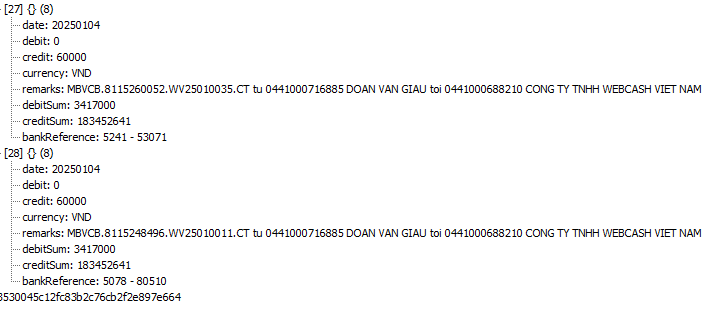 [27] {} (8)
date: 20250104
debit: 0
credit: 60000
currency: VND
remarks: MBVCB.8115260052.WV25010035.CT tu 0441000716885 DOAN VAN GIAU toi 0441000688210 CONG TY TNHH WEBCASH VIET NAM
debitSum: 3417000
creditSum: 183452641
bankReference: 5241 - 53071
[28] {} (8)
date: 20250104
debit: 0
credit: 60000
currency: VND
remarks: MBVCB.8115248496.WV25010011.CT tu 0441000716885 DOAN VAN GIAU toi 0441000688210 CONG TY TNHH WEBCASH VIET NAM
debitSum: 3417000
creditSum: 183452641
bankReference: 5078 - 80510
3530045c12fc83b2c76cb2f2e897e664